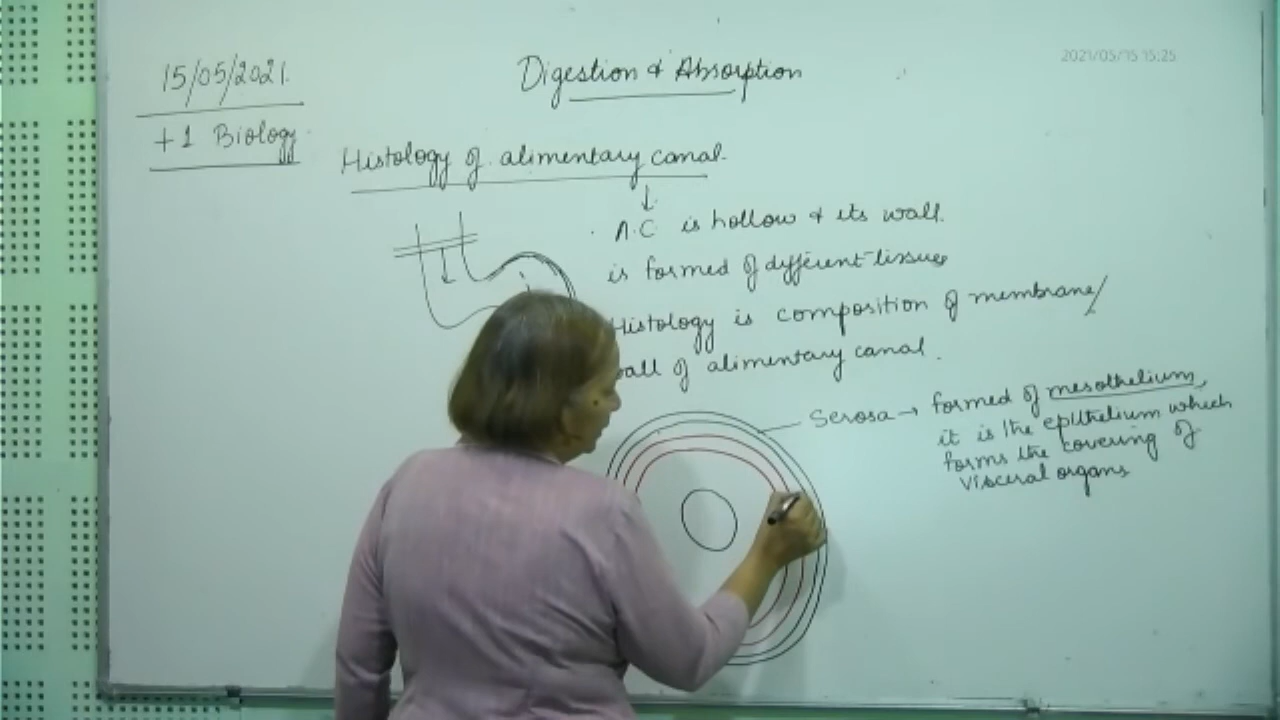 15/05/2021.
+1 Biology
Digestion & Absorption
2021/05/15 15:25
Histology of alimentary canal.
A.C is hollow & its wall.
is formed of different tissues
Histology is composition of membrane/
wall of alimentary canal.
Serosa → formed of mesothelium,
it is the epithelium which
forms the covering of
visceral organs